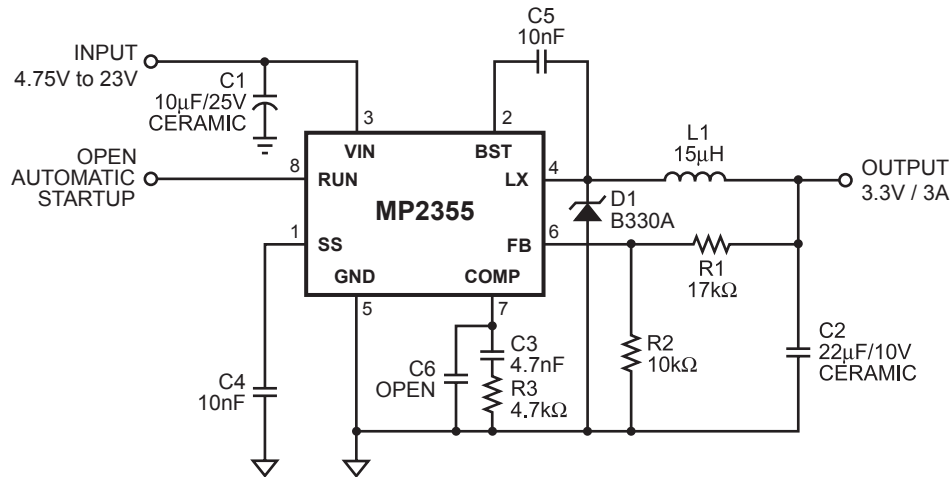 C5
10nF
INPUT
4.75V to 23V
C1
10µF/25V
CERAMIC
3
2
VIN
BST
L1
15µH
OPEN
AUTOMATIC
STARTUP
8
RUN
LX
4
OUTPUT
3.3V / 3A
MP2355
D1
B330A
1
SS
FB
6
R1
17kΩ
GND
COMP
5
7
C4
10nF
C6
OPEN
C3
4.7nF
R3
4.7kΩ
R2
10kΩ
C2
22µF/10V
CERAMIC